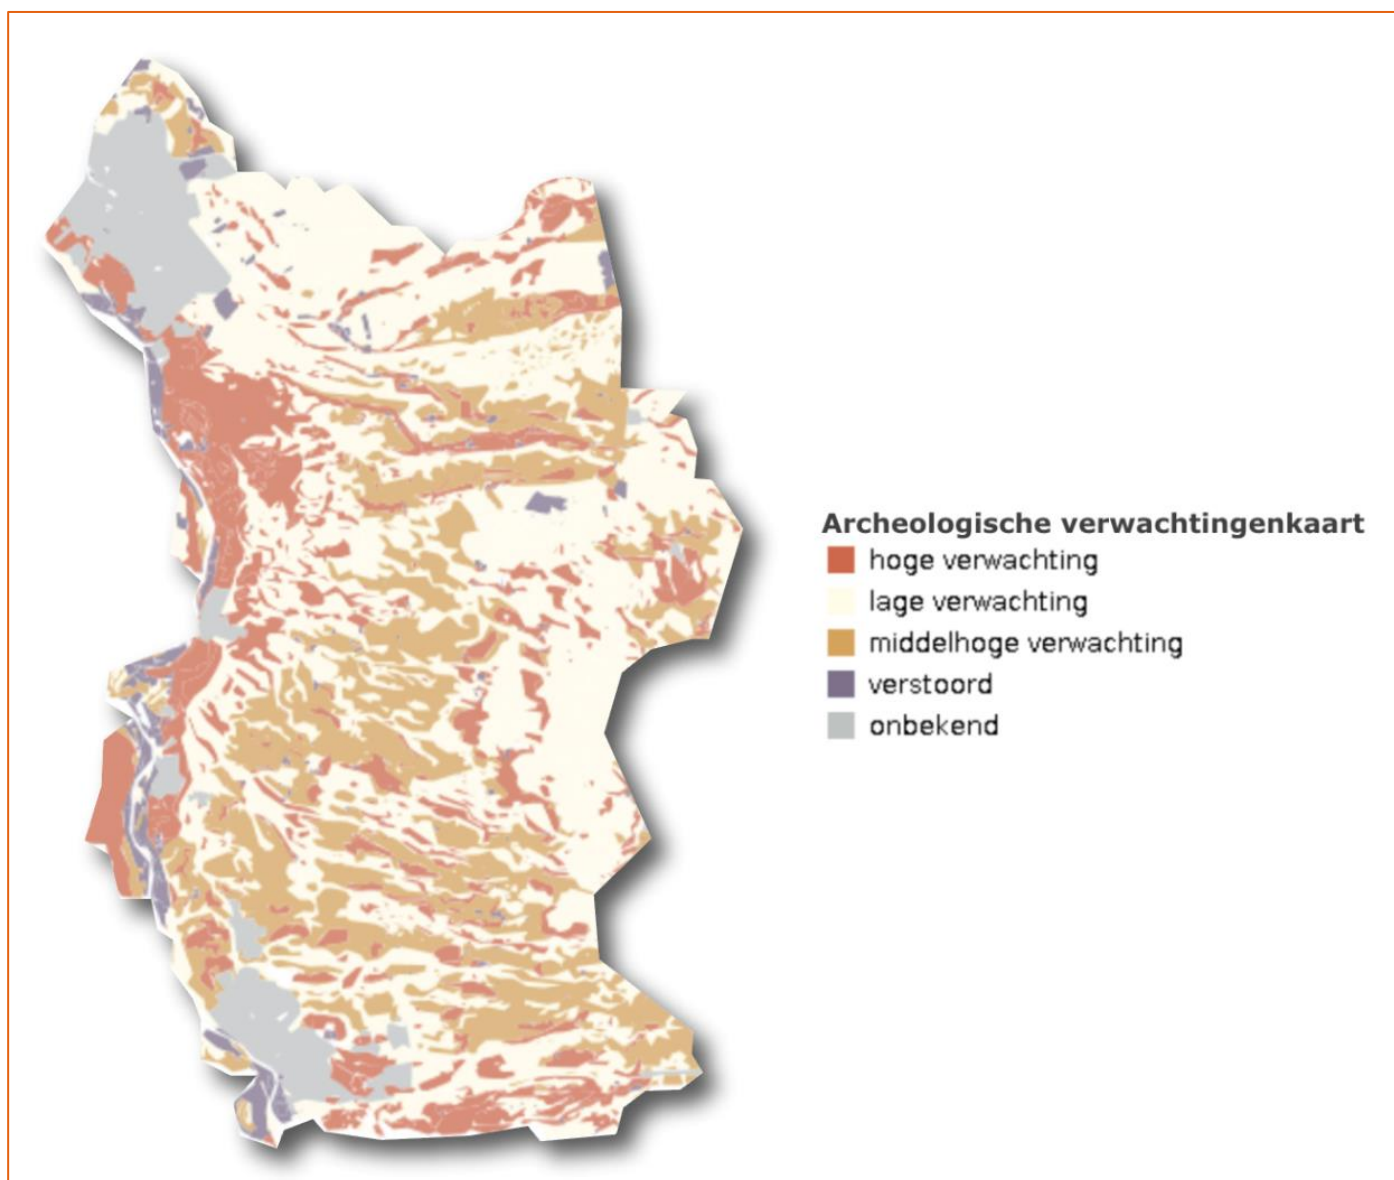 Archeologische verwachtingenkaart
hoge verwachting
lage verwachting
middelhoge verwachting
verstoord
onbekend